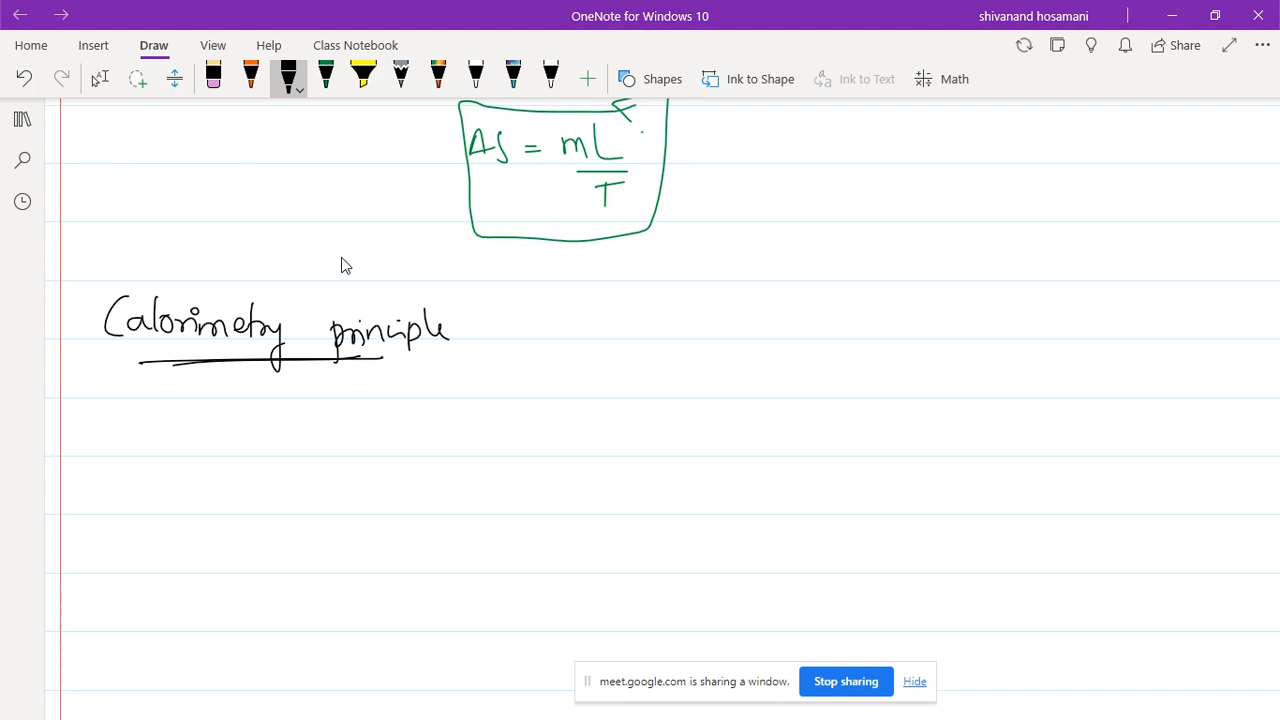 OneNote for Windows 10
shivanand hosamani
Home Insert Draw View Help Class Notebook
Share
Shapes Ink to Shape Ink to Text Math
ΔS = mL
T
Calorimetry principle
meet.google.com is sharing a window. Stop sharing Hide